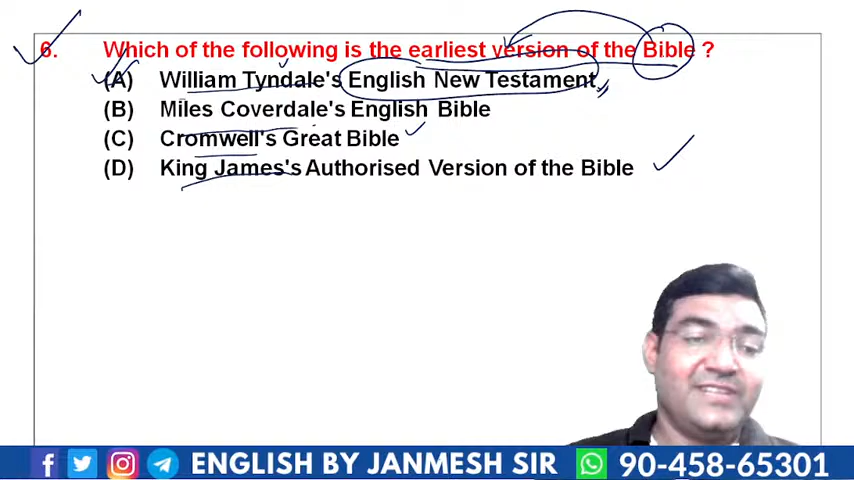 6. Which of the following is the earliest version of the Bible ?
(A) William Tyndale's English New Testament
(B) Miles Coverdale's English Bible
(C) Cromwell's Great Bible
(D) King James's Authorised Version of the Bible
ENGLISH BY JANMESH SIR 90-458-65301